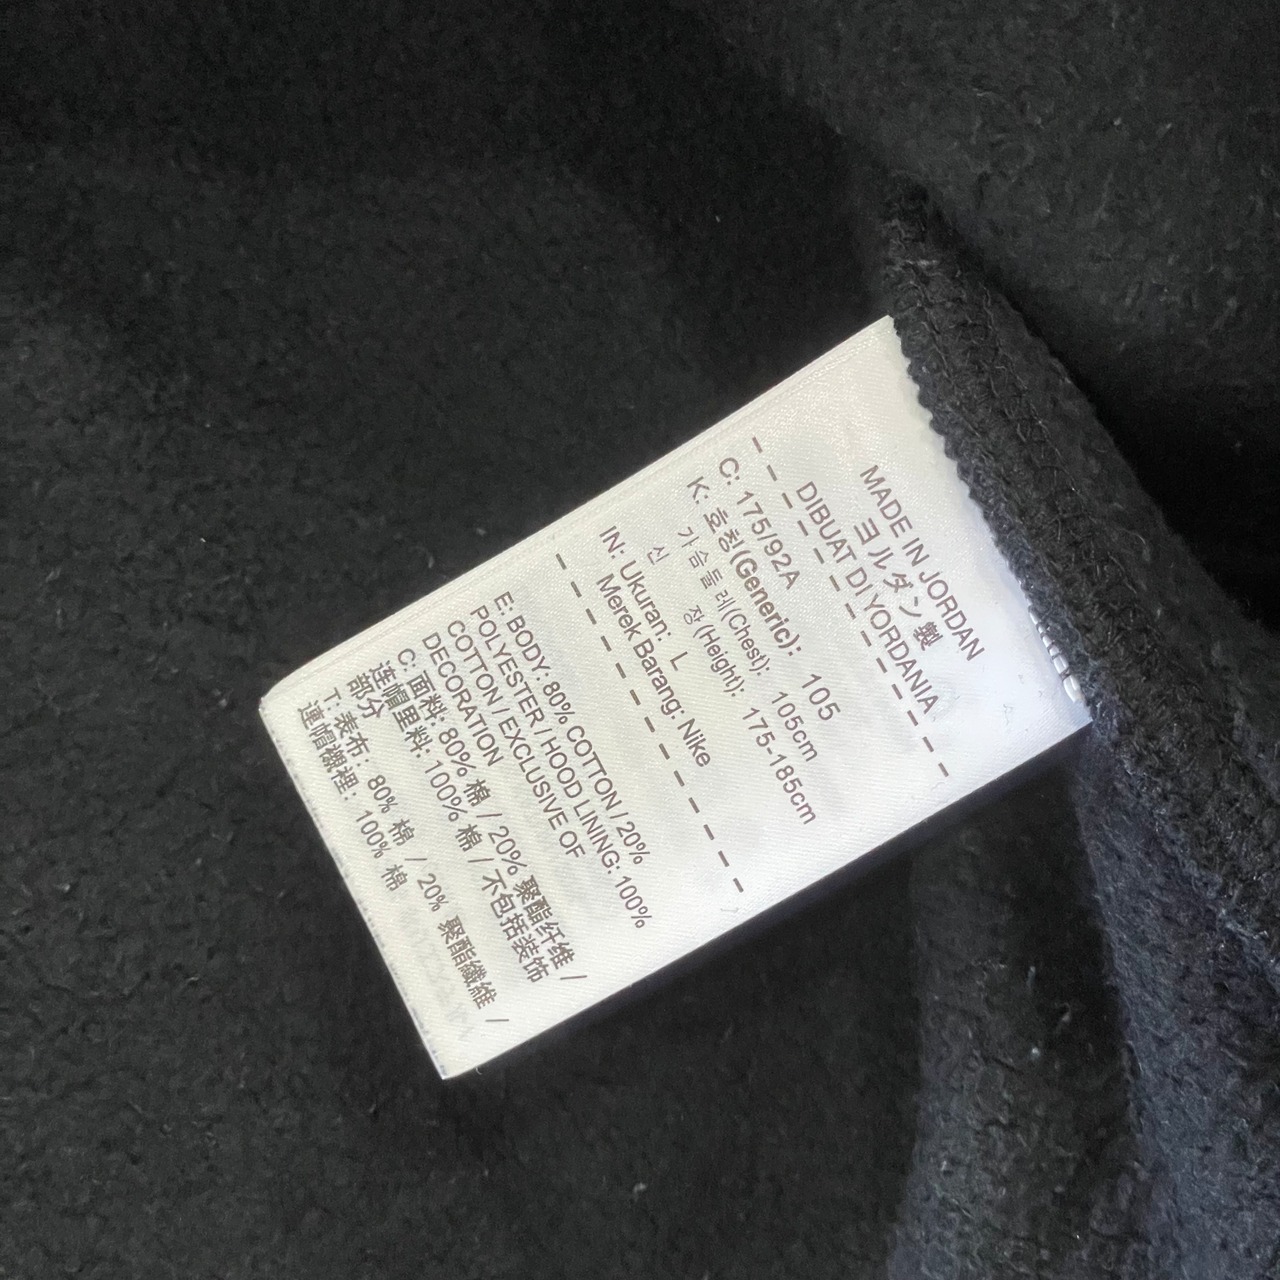 MADE IN JORDAN
ヨルダン製
DIBUAT DI YORDANIA
C: 175/92A
K: 호칭(Generic): 105
가슴둘레(Chest): 105cm
신 장(Height): 175-185cm
IN: Ukuran: L
Merek Barang: Nike
E: BODY: 80% COTTON / 20%
POLYESTER / HOOD LINING: 100%
COTTON / EXCLUSIVE OF
DECORATION
C: 面料: 80% 棉 / 20% 聚酯纤维 /
连帽里料: 100% 棉 / 不包括装饰
部分
T: 表布: 80% 棉 / 20% 聚酯纖維 /
連帽襯裡: 100% 棉